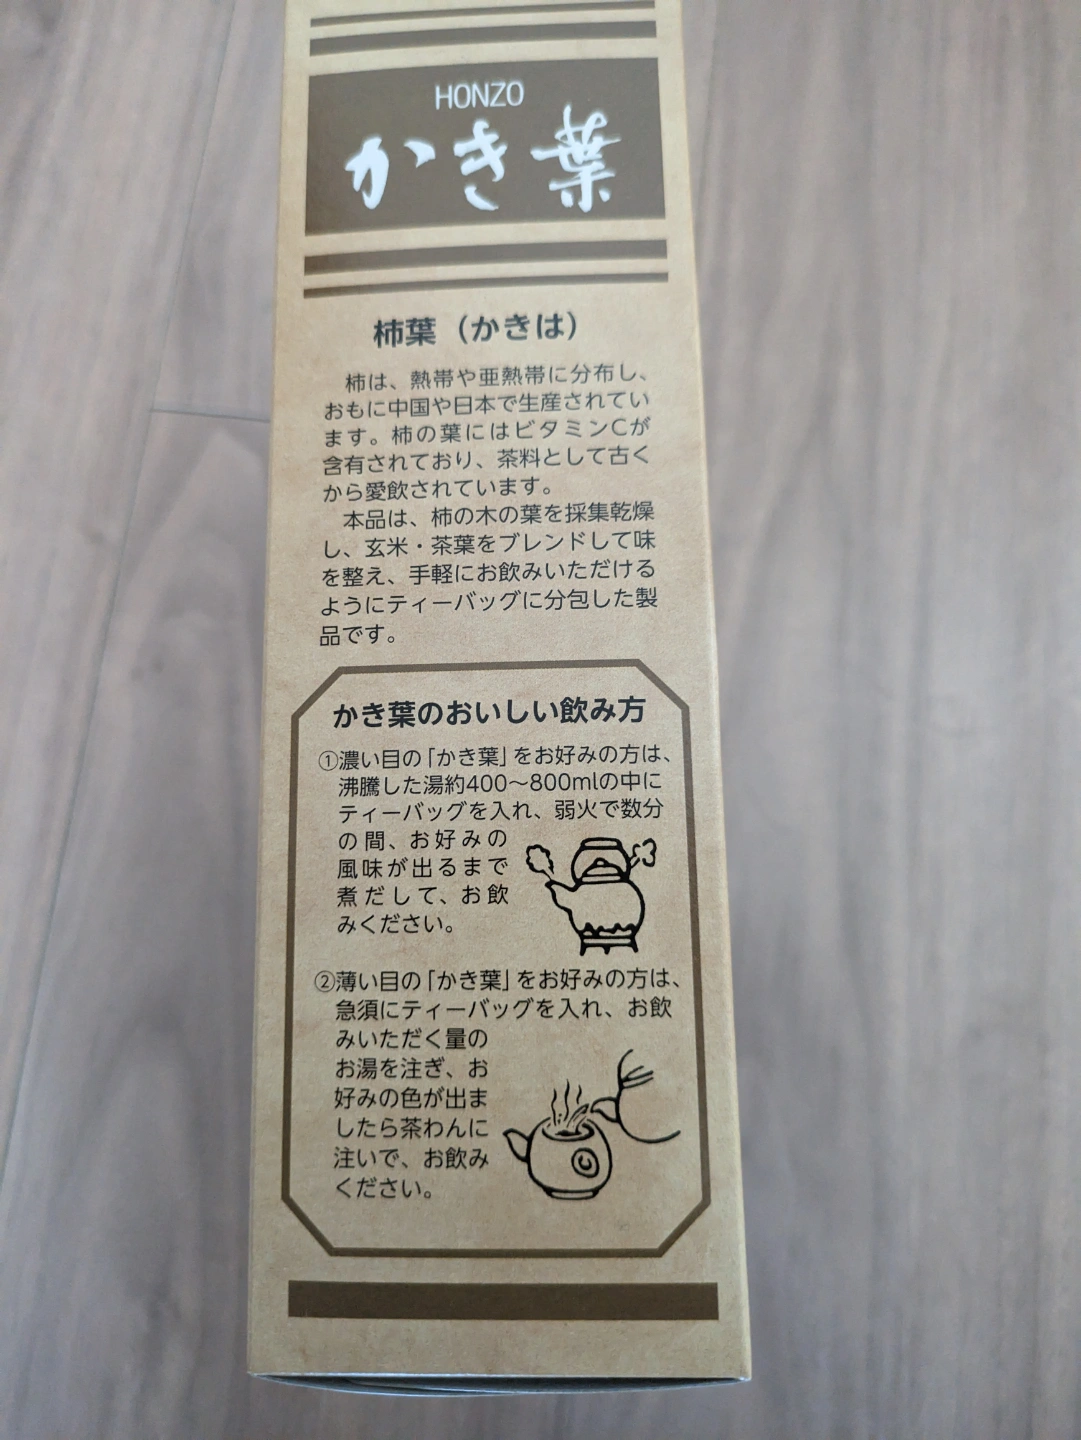 HONZO
かき葉
柿葉（かきは）
柿は、熱帯や亜熱帯に分布し、
おもに中国や日本で生産されてい
ます。柿の葉にはビタミンCが
含有されており、茶料として古く
から愛飲されています。
本品は、柿の木の葉を採集乾燥
し、玄米・茶葉をブレンドして味
を整え、手軽にお飲みいただける
ようにティーバッグに分包した製
品です。
かき葉のおいしい飲み方
①濃い目の「かき葉」をお好みの方は、
沸騰した湯約400〜800mlの中に
ティーバッグを入れ、弱火で数分
の間、お好みの
風味が出るまで
煮だして、お飲
みください。
②薄い目の「かき葉」をお好みの方は、
急須にティーバッグを入れ、お飲
みいただく量の
お湯を注ぎ、お
好みの色が出ま
したら茶わんに
注いで、お飲み
ください。